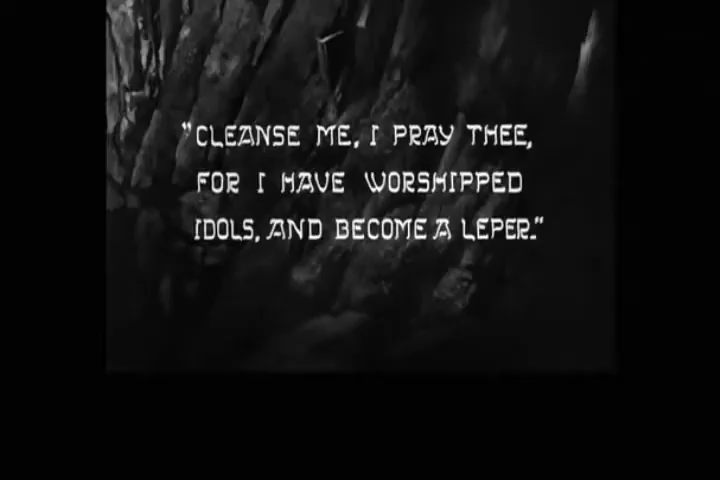 "CLEANSE ME, I PRAY THEE,
FOR I HAVE WORSHIPPED
IDOLS, AND BECOME A LEPER."